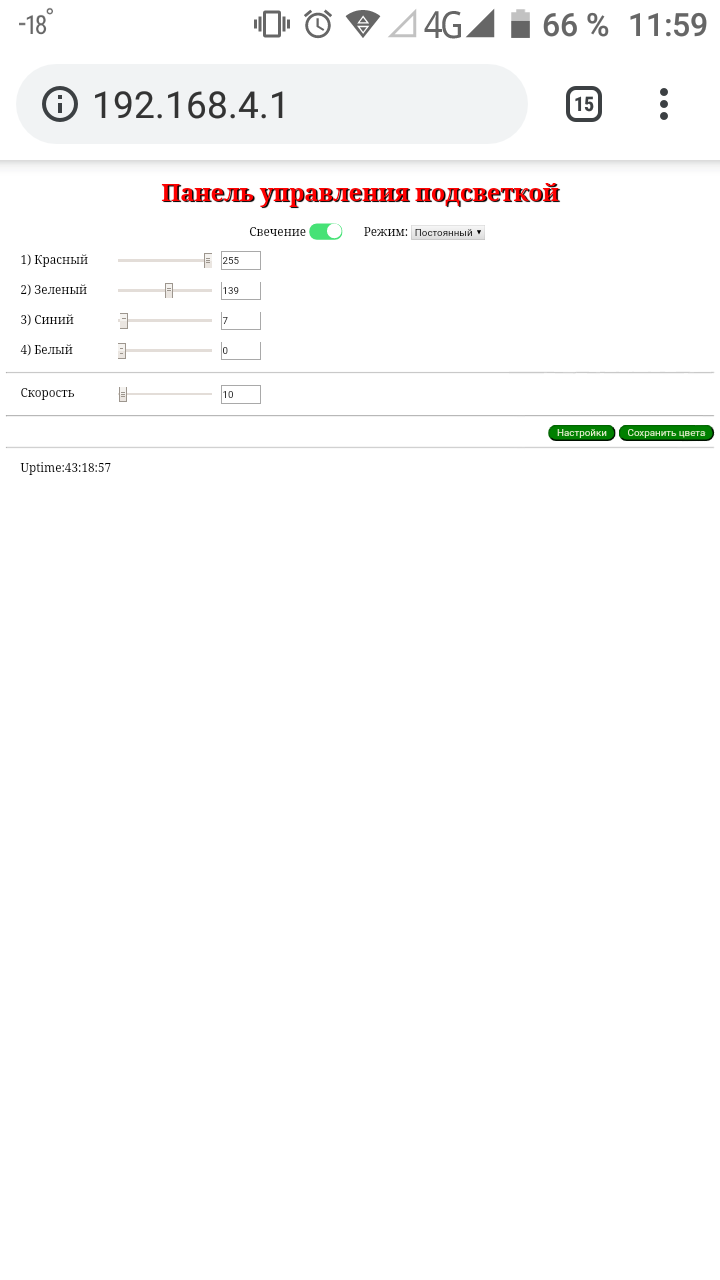 -18° 4G 66 % 11:59
192.168.4.1 15
Панель управления подсветкой
Свечение Режим: Постоянный
1) Красный 255
2) Зеленый 139
3) Синий 7
4) Белый 0
Скорость 10
Настройки Сохранить цвета
Uptime:43:18:57